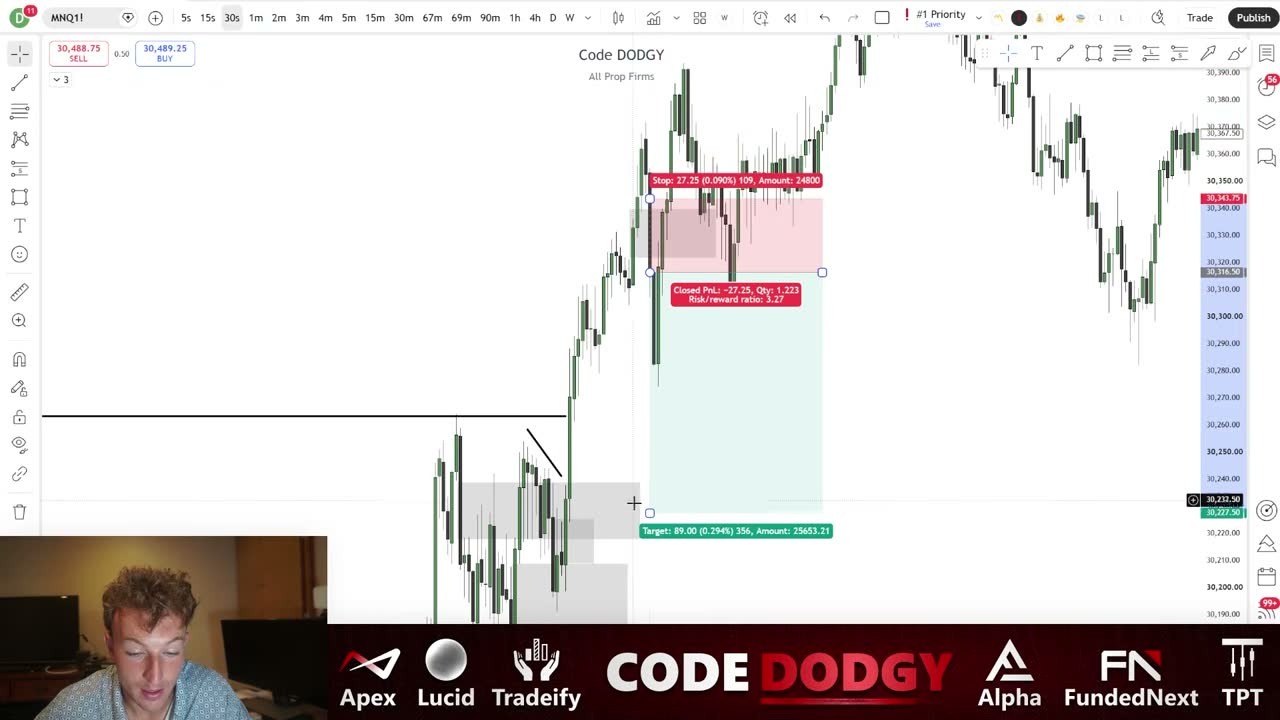 D
11
MNQ1!
5s
15s
30s
1m
2m
3m
4m
5m
15m
30m
67m
69m
90m
1h
4h
D
W
W
#1 Priority
Save
L
L
Trade
Publish
30,488.75
SELL
0.50
30,489.25
BUY
3
Code DODGY
All Prop Firms
Stop: 27.25 (0.090%) 109, Amount: 24800
Closed PnL: −27.25, Qty: 1.223
Risk/reward ratio: 3.27
Target: 89.00 (0.294%) 356, Amount: 25653.21
30,390.00
30,380.00
30,370.00
30,367.50
30,360.00
30,350.00
30,343.75
30,340.00
30,330.00
30,320.00
30,316.50
30,310.00
30,300.00
30,290.00
30,280.00
30,270.00
30,260.00
30,250.00
30,240.00
30,232.50
30,227.50
30,220.00
30,210.00
30,200.00
30,190.00
56
99+
Apex
Lucid
Tradeify
CODE DODGY
Alpha
FundedNext
TPT